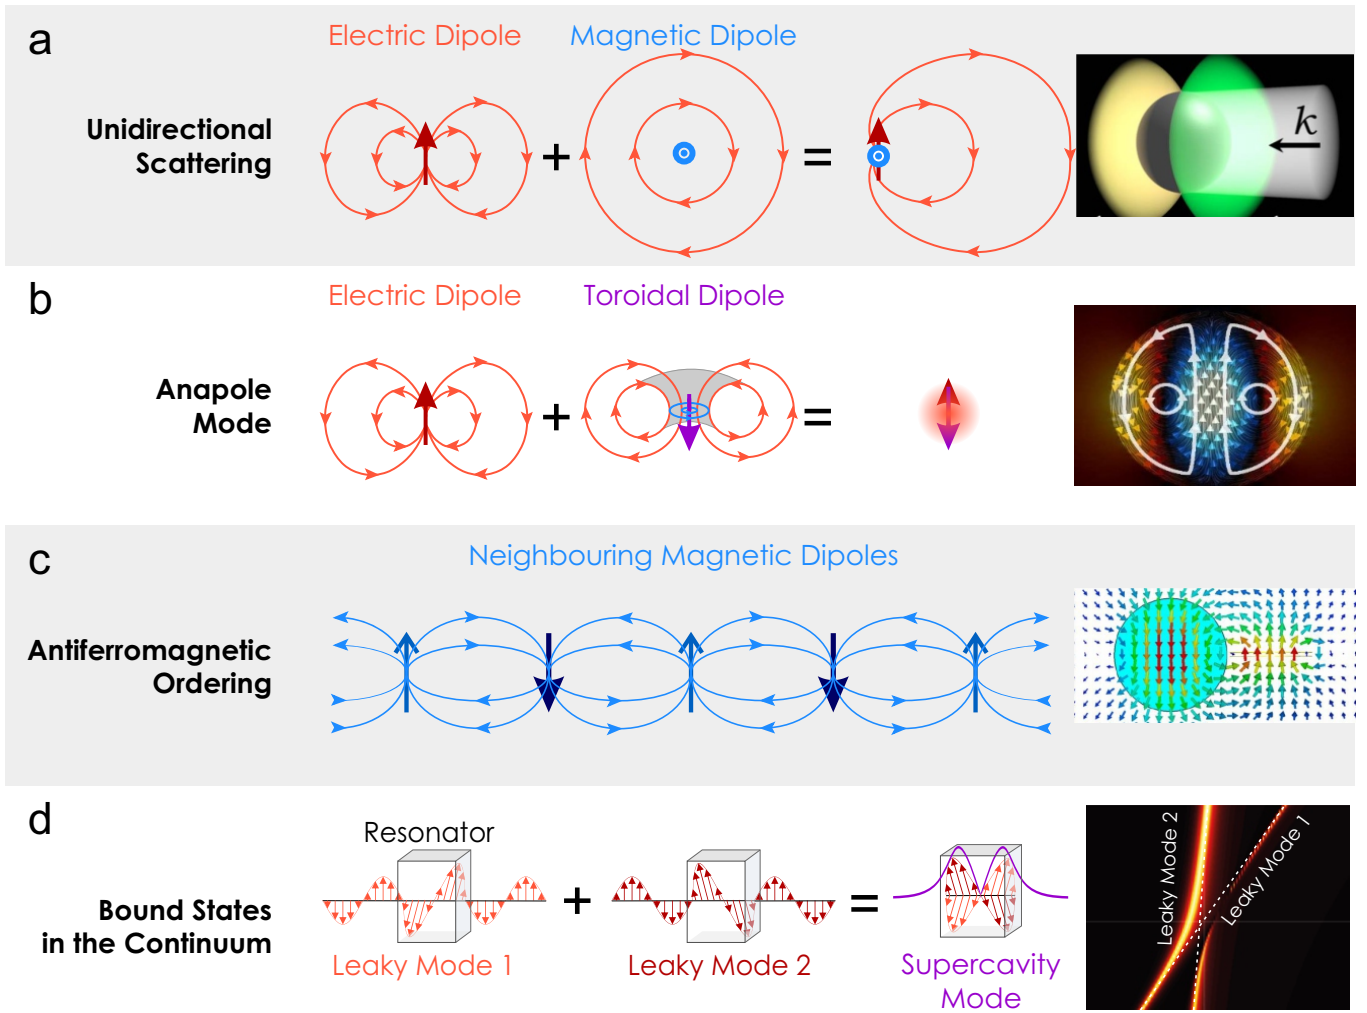 a
Electric Dipole
Magnetic Dipole
Unidirectional
Scattering
+
=
k
b
Electric Dipole
Toroidal Dipole
Anapole
Mode
+
=
c
Neighbouring Magnetic Dipoles
Antiferromagnetic
Ordering
d
Resonator
Bound States
in the Continuum
+
=
Leaky Mode 1
Leaky Mode 2
Supercavity
Mode
Leaky Mode 2
Leaky Mode 1